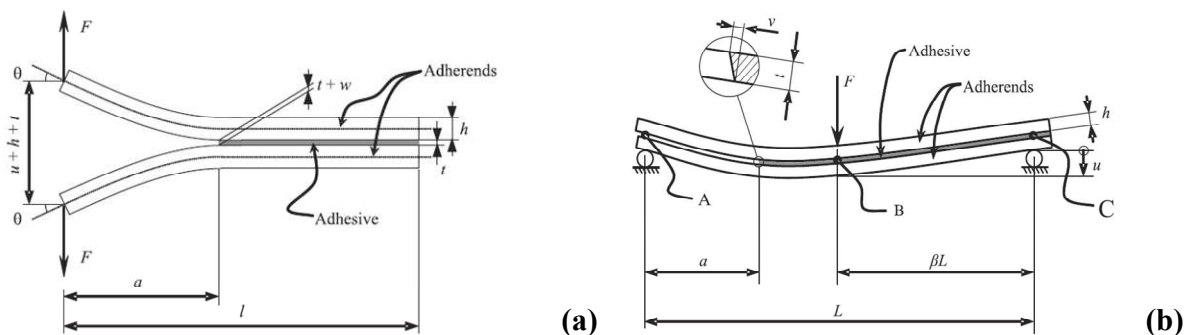 F
θ
Adherends
t + w
h
u + h + t
t
θ
Adhesive
F
a
l
(a)
v
Adhesive
t
F
Adherends
h
u
A
B
C
a
βL
L
(b)